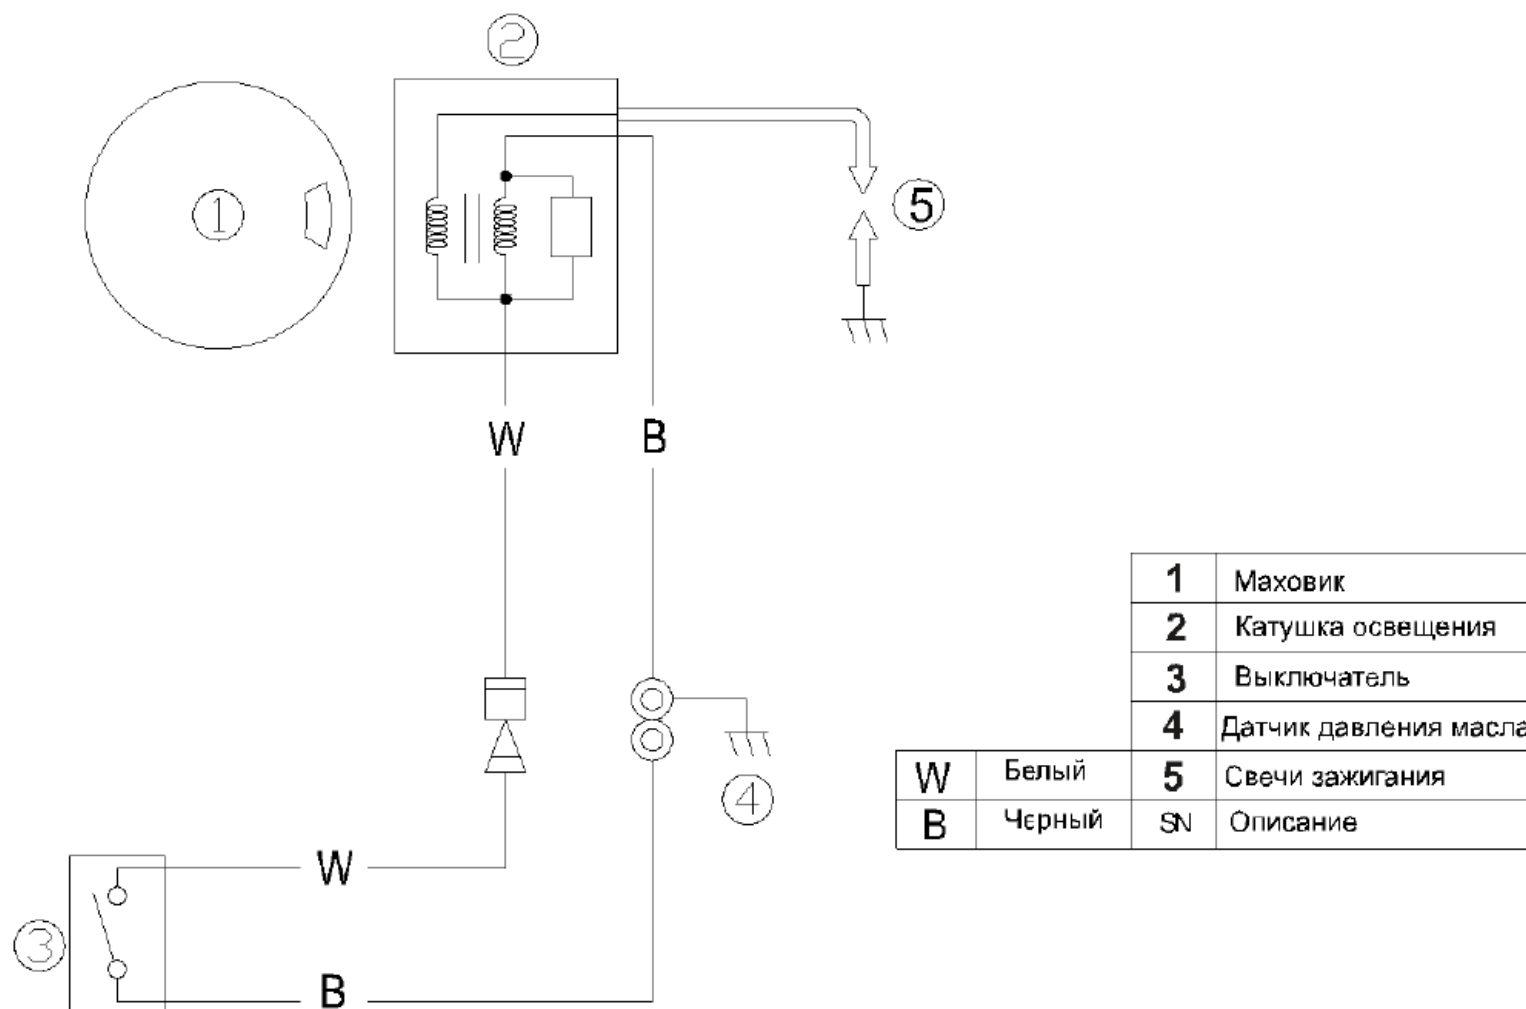 2
1
5
W
B
1 Маховик
2 Катушка освещения
3 Выключатель
4 Датчик давления масла
W Белый 5 Свечи зажигания
B Черный SN Описание
4
W
3
B